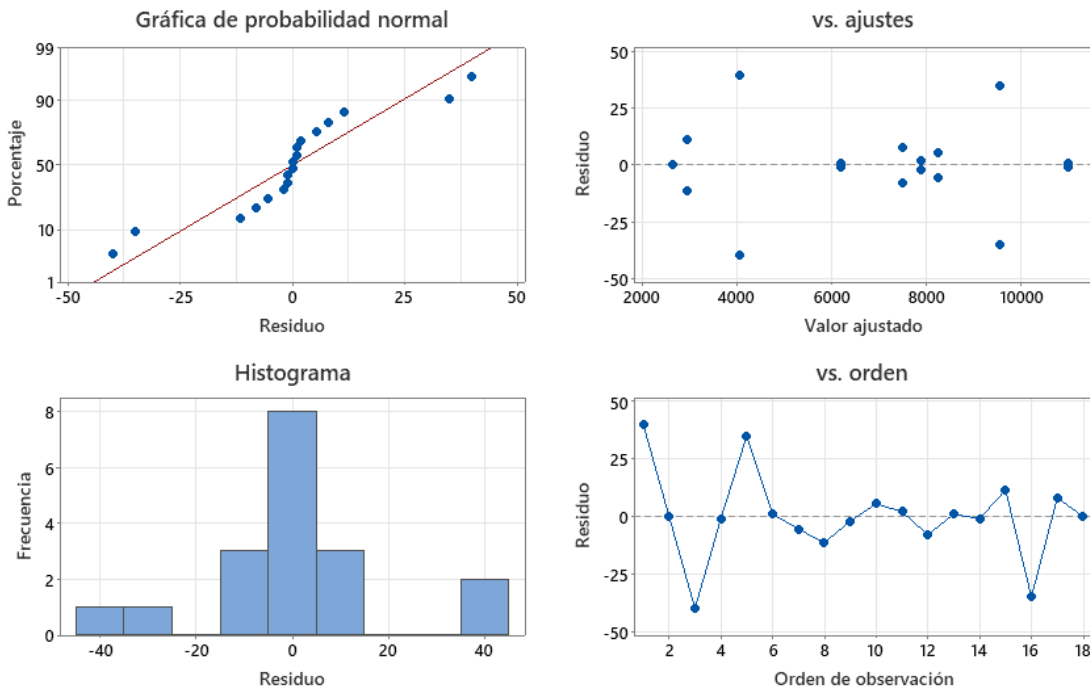 Gráfica de probabilidad normal
99
90
50
10
1
Porcentaje
-50 -25 0 25 50
Residuo
vs. ajustes
50
25
0
-25
-50
Residuo
2000 4000 6000 8000 10000
Valor ajustado
Histograma
8
6
4
2
0
Frecuencia
-40 -20 0 20 40
Residuo
vs. orden
50
25
0
-25
-50
Residuo
2 4 6 8 10 12 14 16 18
Orden de observación